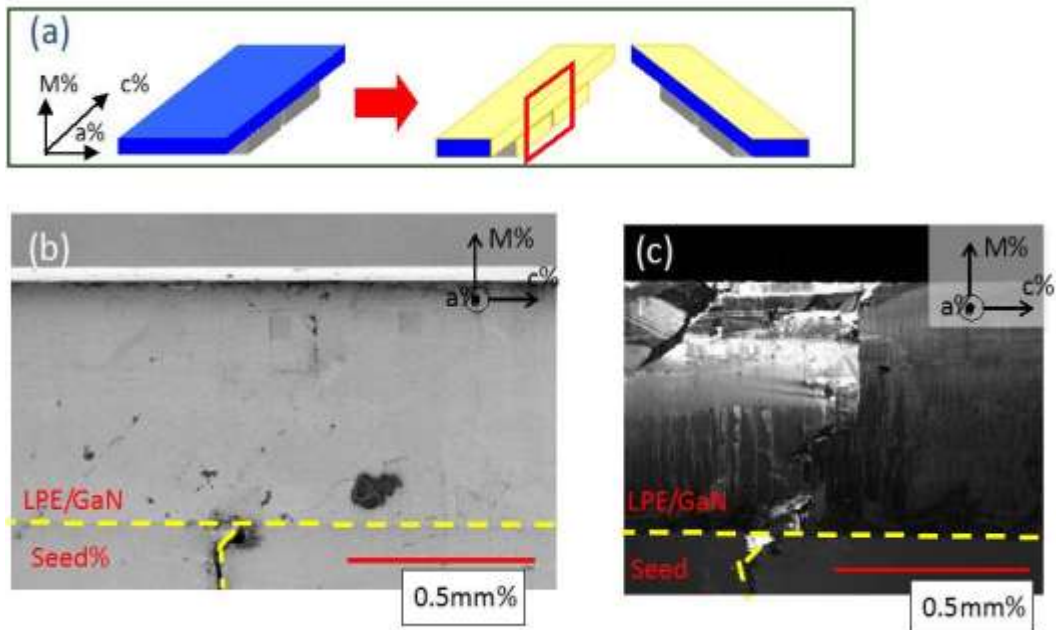 (a)
M%
c%
a%
(b)
M%
c%
a%
LPE/GaN
Seed%
0.5mm%
(c)
M%
c%
a%
LPE/GaN
Seed
0.5mm%